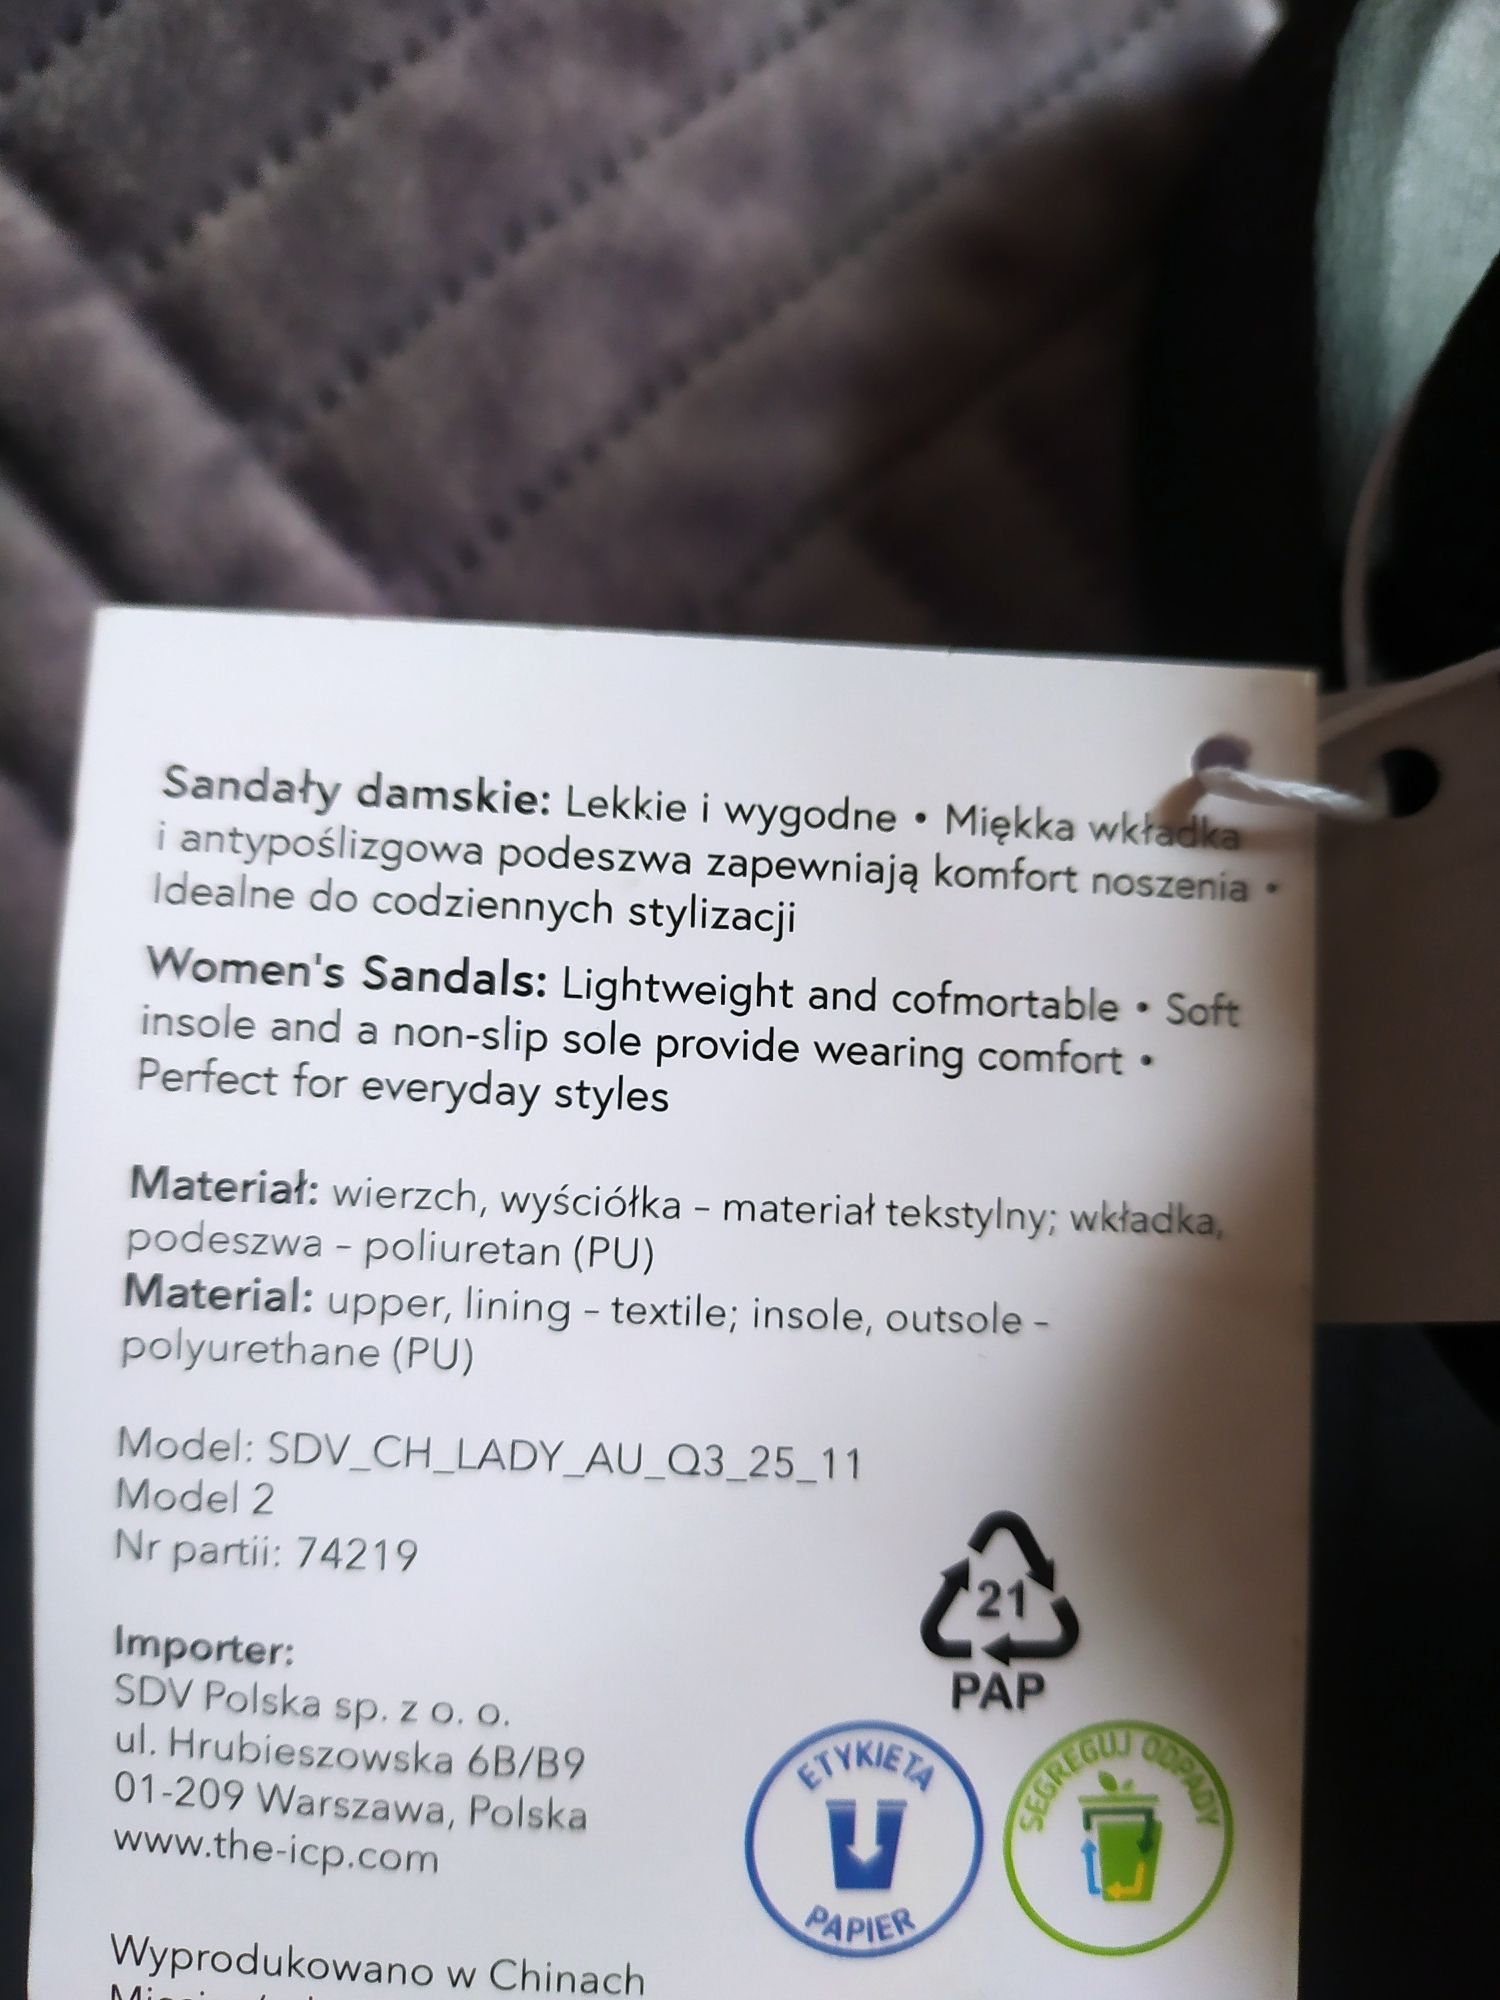 Sandały damskie: Lekkie i wygodne • Miękka wkładka
i antypoślizgowa podeszwa zapewniają komfort noszenia •
Idealne do codziennych stylizacji
Women's Sandals: Lightweight and cofmortable • Soft
insole and a non-slip sole provide wearing comfort •
Perfect for everyday styles
Materiał: wierzch, wyściółka – materiał tekstylny; wkładka,
podeszwa – poliuretan (PU)
Material: upper, lining – textile; insole, outsole –
polyurethane (PU)
Model: SDV_CH_LADY_AU_Q3_25_11
Model 2
Nr partii: 74219
21
PAP
Importer:
SDV Polska sp. z o. o.
ul. Hrubieszowska 6B/B9
01-209 Warszawa, Polska
www.the-icp.com
ETYKIETA
PAPIER
SEGREGUJ ODPADY
Wyprodukowano w Chinach